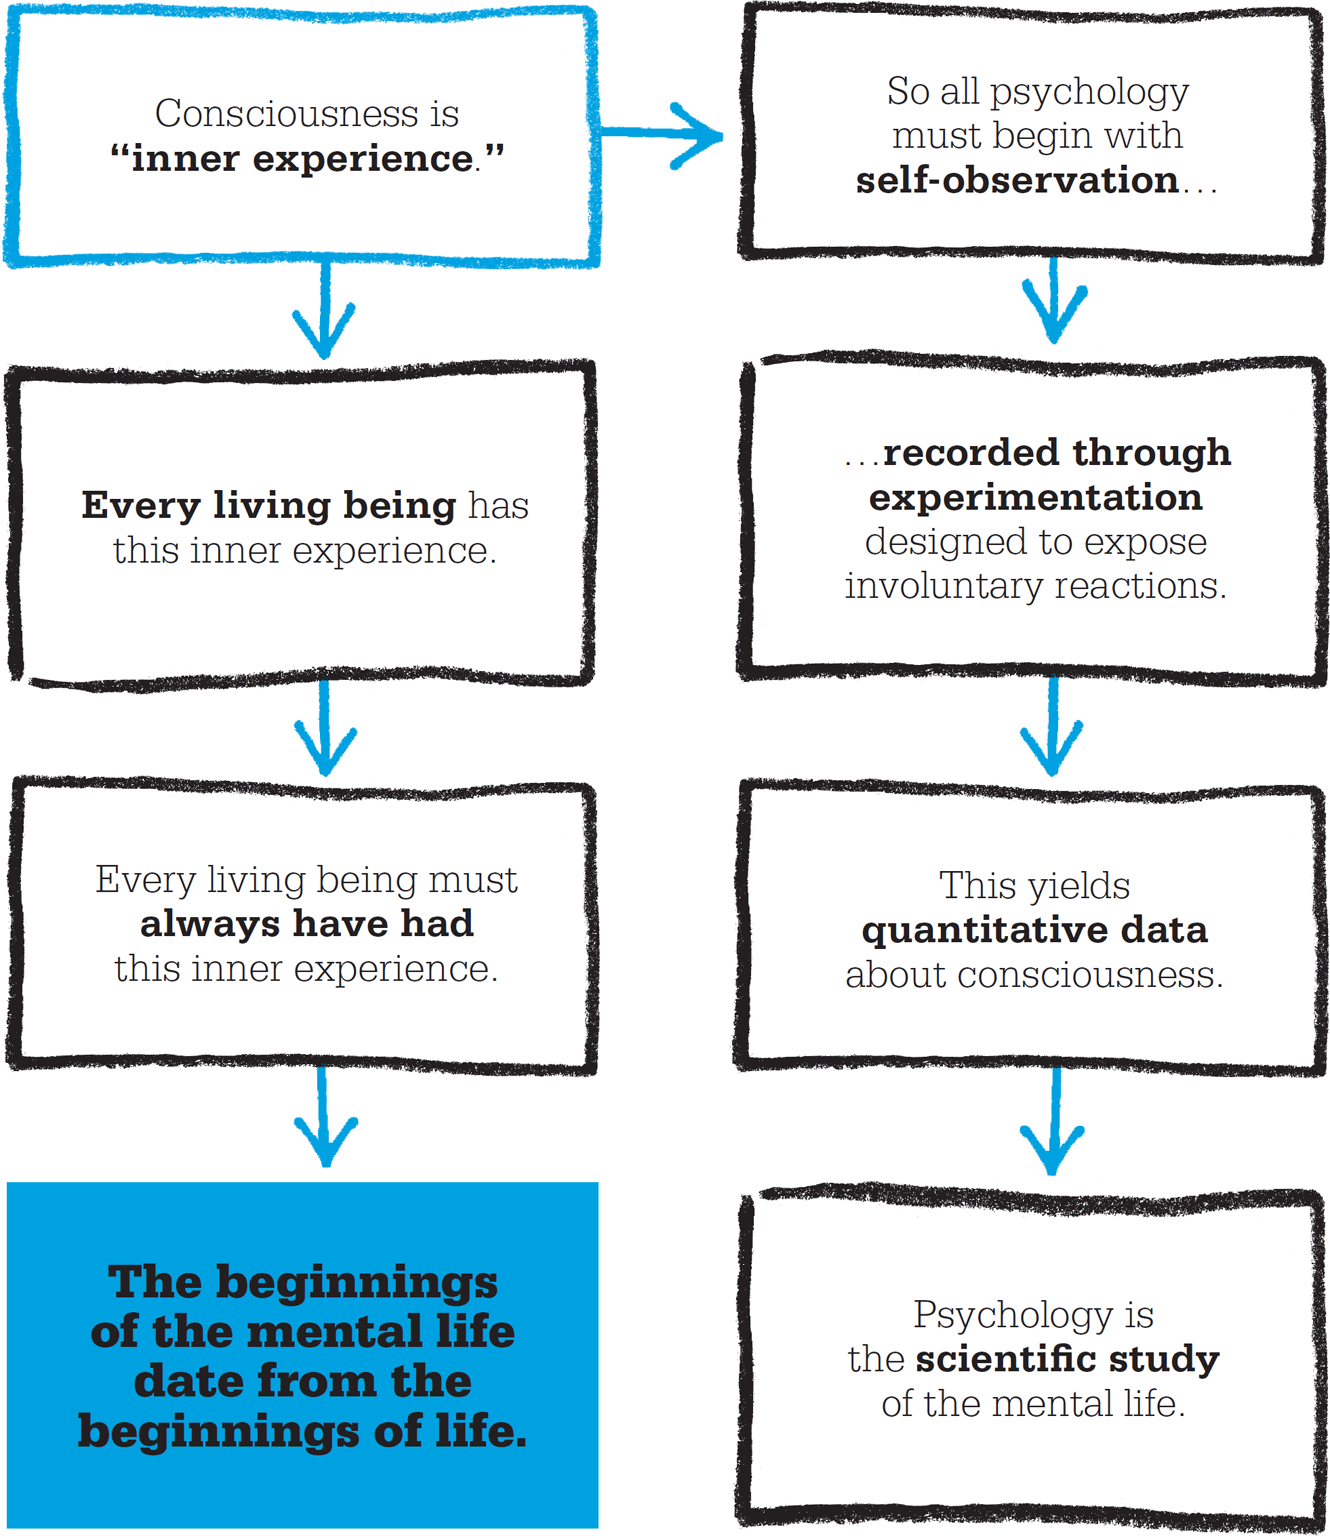 Consciousness is
“inner experience.”
So all psychology
must begin with
self-observation...
Every living being has
this inner experience.
...recorded through
experimentation
designed to expose
involuntary reactions.
Every living being must
always have had
this inner experience.
This yields
quantitative data
about consciousness.
The beginnings
of the mental life
date from the
beginnings of life.
Psychology is
the scientific study
of the mental life.